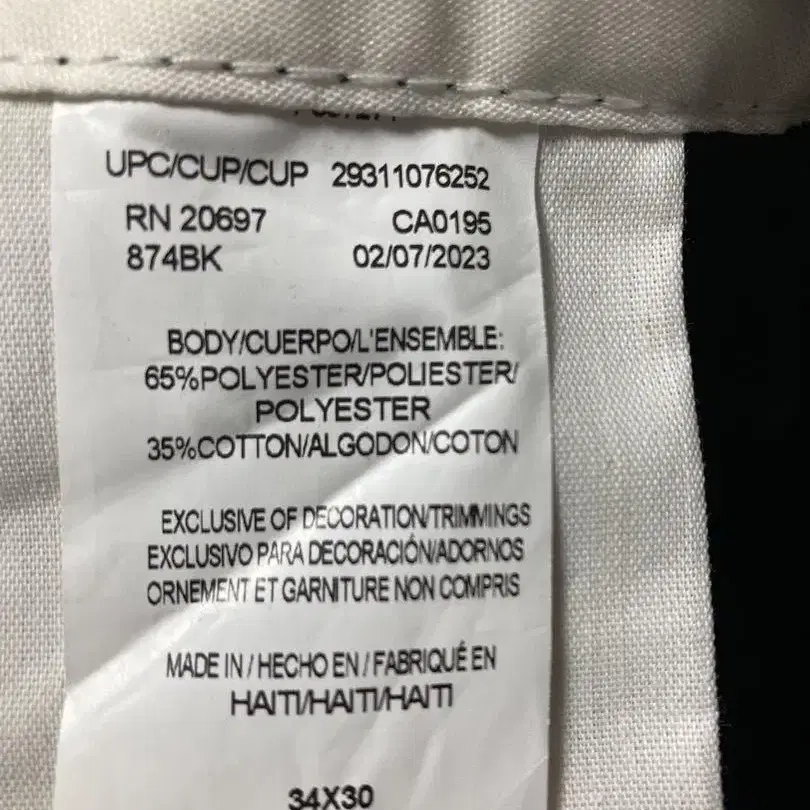 UPC/CUP/CUP 29311076252
RN 20697 CA0195
874BK 02/07/2023
BODY/CUERPO/L'ENSEMBLE:
65%POLYESTER/POLIESTER/
POLYESTER
35%COTTON/ALGODON/COTON
EXCLUSIVE OF DECORATION/TRIMMINGS
EXCLUSIVO PARA DECORACIÓN/ADORNOS
ORNEMENT ET GARNITURE NON COMPRIS
MADE IN / HECHO EN / FABRIQUÉ EN
HAITI/HAITI/HAITI
34X30